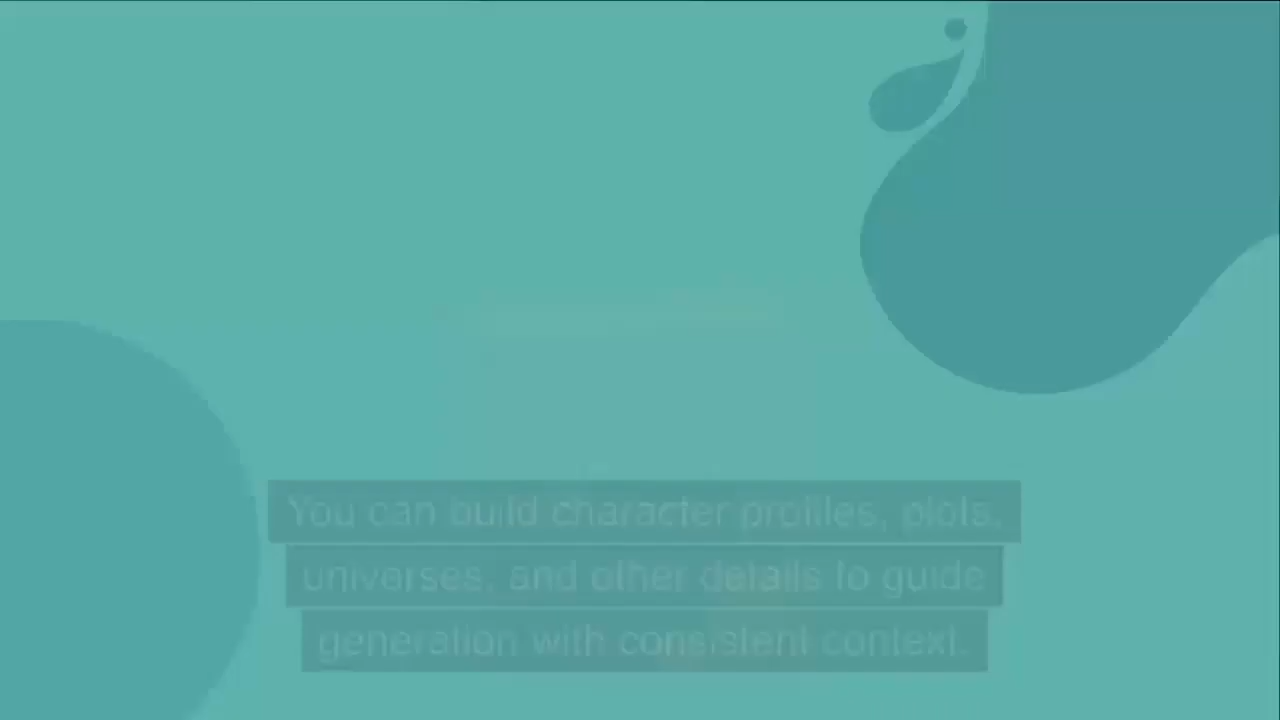 You can build character profiles, plots,
universes, and other details to guide
generation with consistent context.